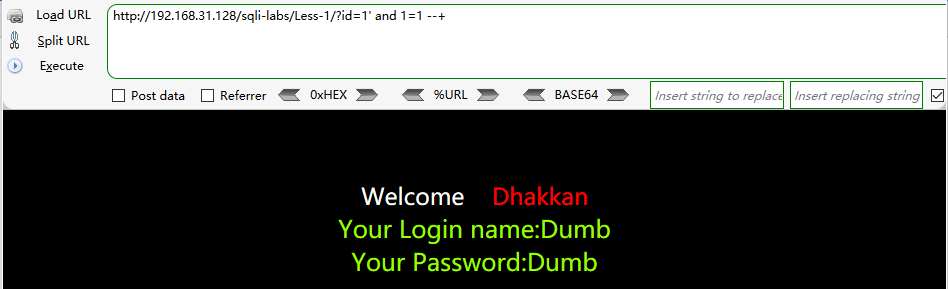 Load URL
http://192.168.31.128/sqli-labs/Less-1/?id=1' and 1=1 --+
Split URL
Execute
Post data Referrer 0xHEX %URL BASE64 Insert string to replace Insert replacing string
Welcome Dhakkan
Your Login name:Dumb
Your Password:Dumb